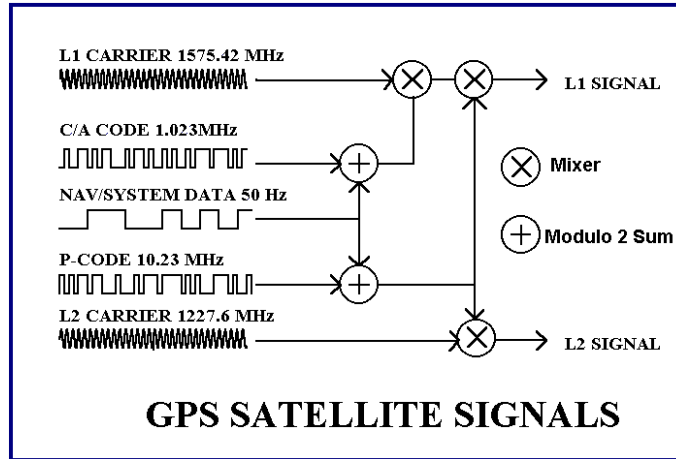 L1 CARRIER 1575.42 MHz
L1 SIGNAL
C/A CODE 1.023MHz
Mixer
NAV/SYSTEM DATA 50 Hz
Modulo 2 Sum
P-CODE 10.23 MHz
L2 CARRIER 1227.6 MHz
L2 SIGNAL
GPS SATELLITE SIGNALS